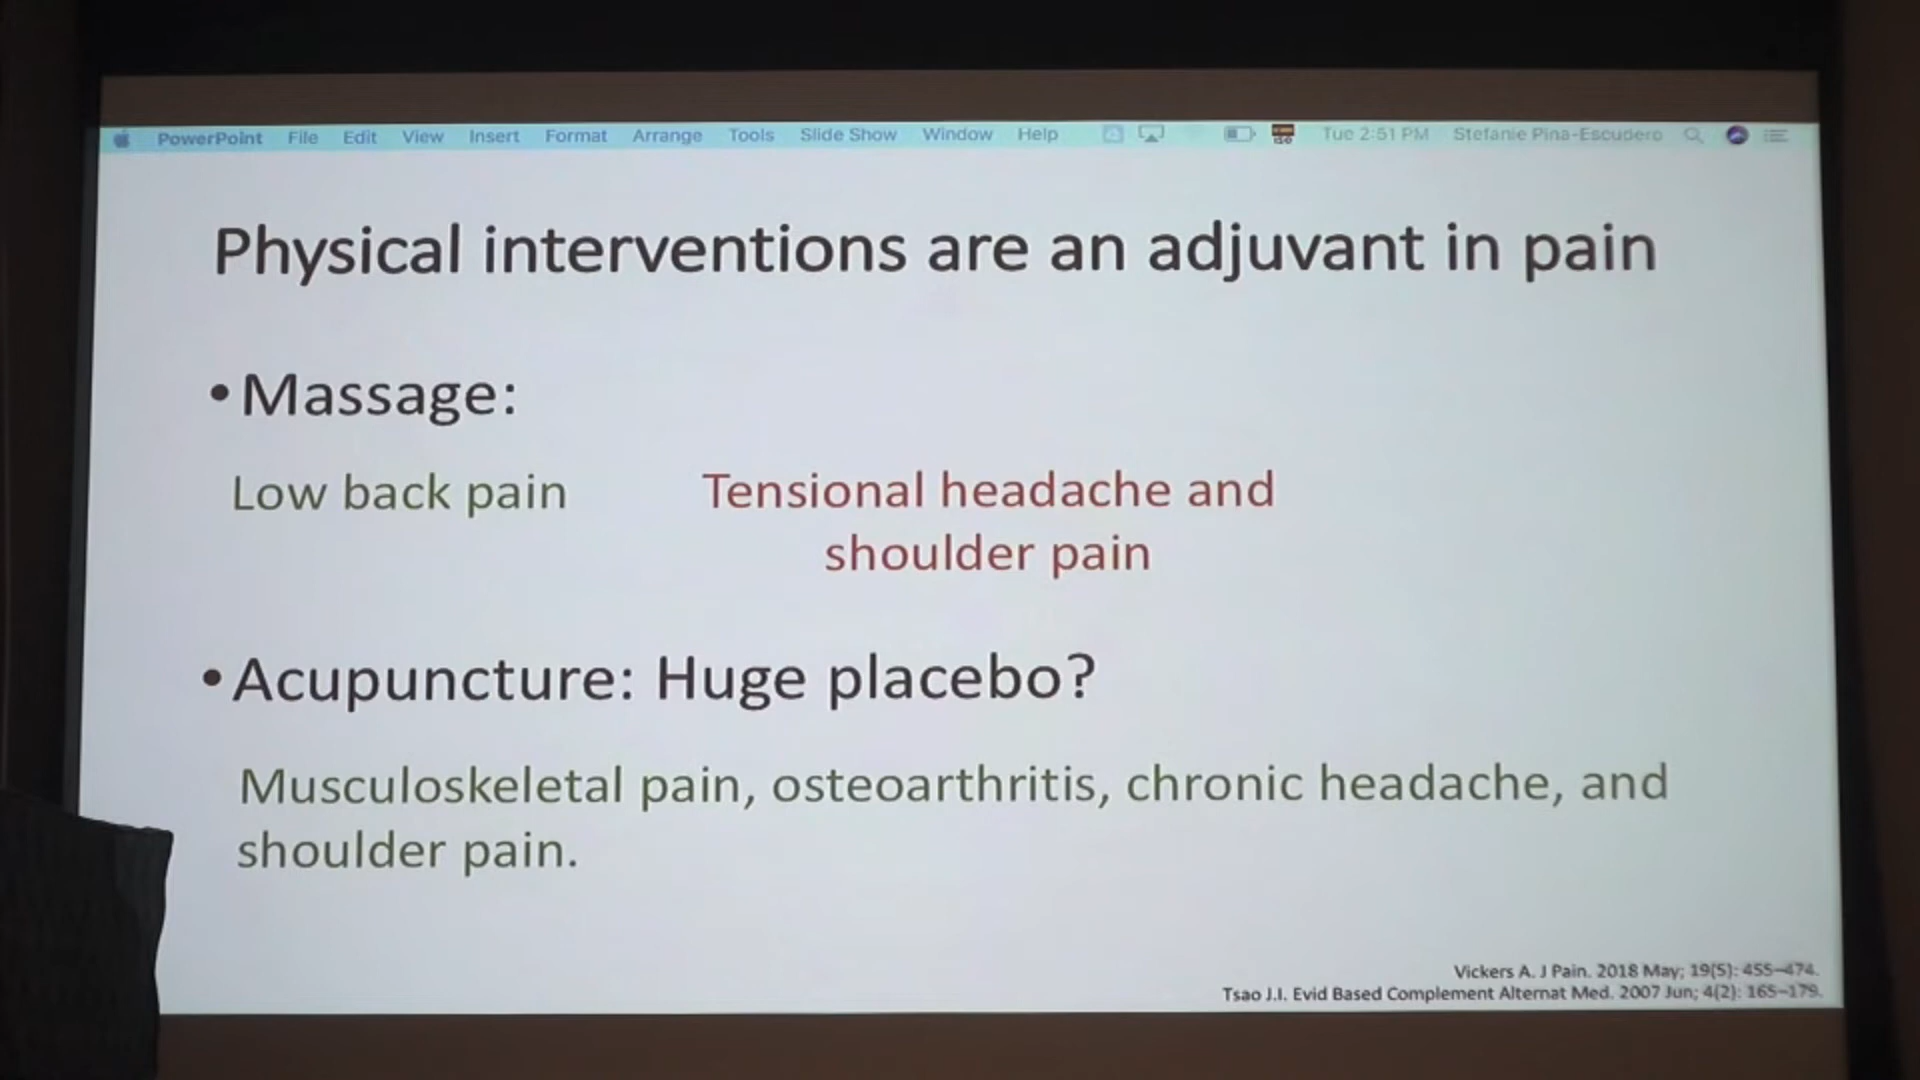 PowerPoint File Edit View Insert Format Arrange Tools Slide Show Window Help Tue 2:51 PM Stefanie Pina-Escudero
Physical interventions are an adjuvant in pain
• Massage:
Low back pain Tensional headache and
shoulder pain
• Acupuncture: Huge placebo?
Musculoskeletal pain, osteoarthritis, chronic headache, and
shoulder pain.
Vickers A. J Pain. 2018 May; 19(5): 455–474.
Tsao J.I. Evid Based Complement Alternat Med. 2007 Jun; 4(2): 165–179.